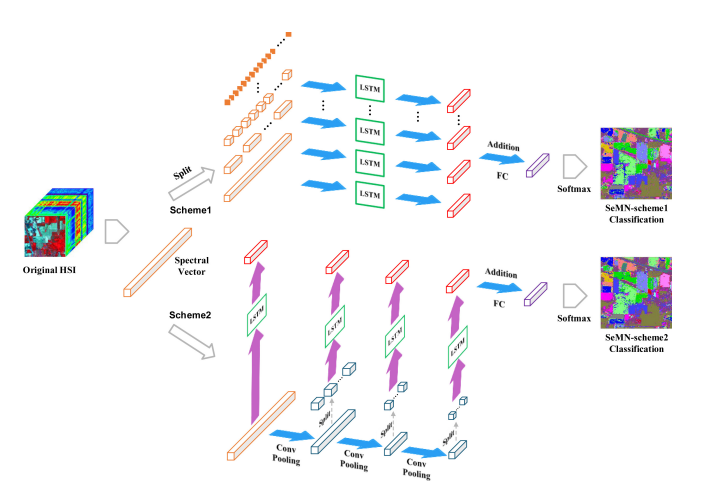 LSTM
LSTM
Addition
Split
LSTM
FC
Softmax
LSTM
Scheme1
SeMN-scheme1
Classification
Original HSI
Spectral
Vector
Addition
Scheme2
LSTM
LSTM
LSTM
LSTM
FC
Softmax
SeMN-scheme2
Classification
Split
Split
Split
Conv
Pooling
Conv
Pooling
Conv
Pooling